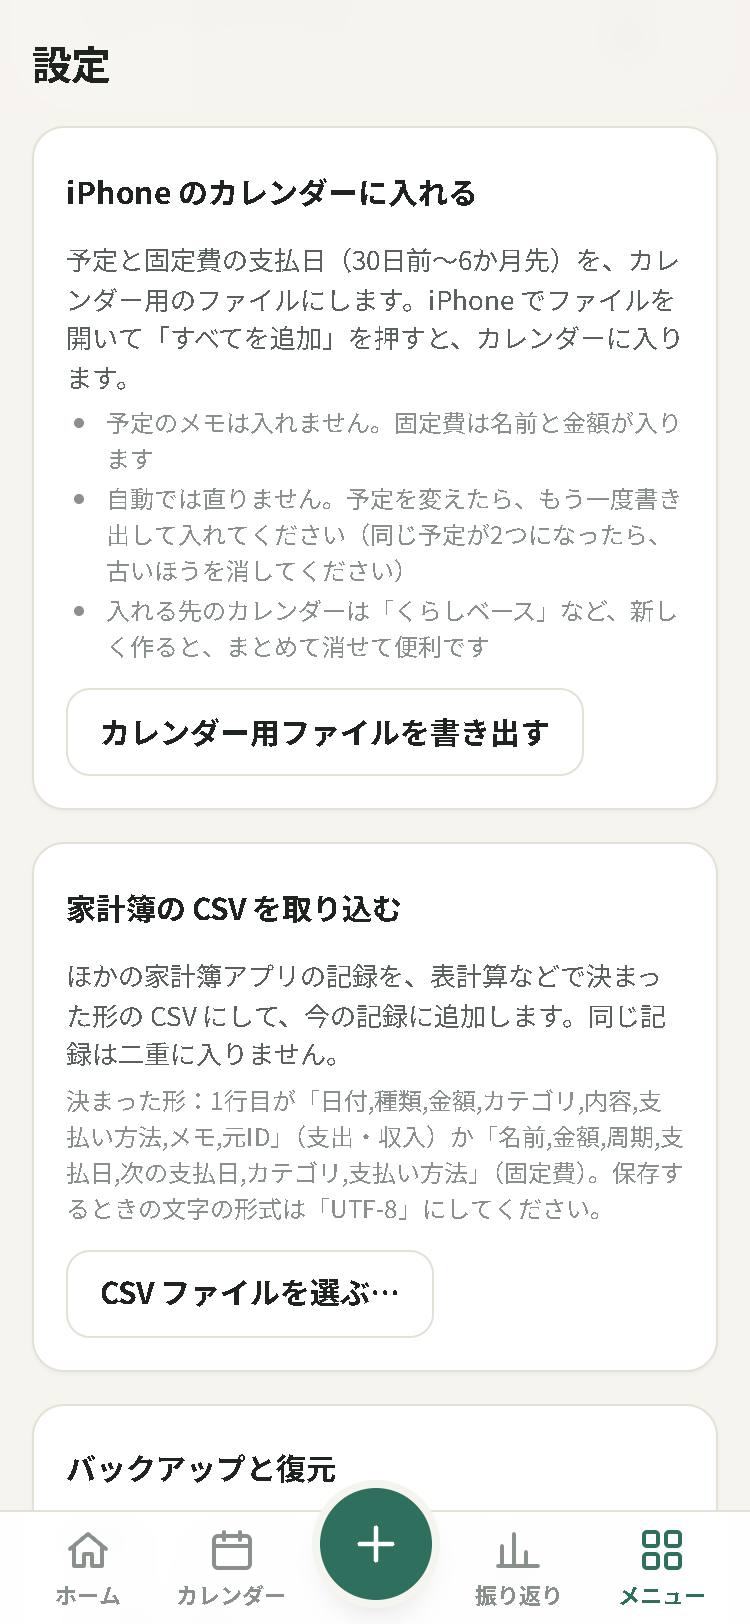 設定
iPhone のカレンダーに入れる
予定と固定費の支払日（30日前〜6か月先）を、カレ
ンダー用のファイルにします。iPhone でファイルを
開いて「すべてを追加」を押すと、カレンダーに入り
ます。
• 予定のメモは入れません。固定費は名前と金額が入り
ます
• 自動では直りません。予定を変えたら、もう一度書き
出して入れてください（同じ予定が2つになったら、
古いほうを消してください）
• 入れる先のカレンダーは「くらしベース」など、新し
く作ると、まとめて消せて便利です
カレンダー用ファイルを書き出す
家計簿の CSV を取り込む
ほかの家計簿アプリの記録を、表計算などで決まっ
た形の CSV にして、今の記録に追加します。同じ記
録は二重に入りません。
決まった形：1行目が「日付,種類,金額,カテゴリ,内容,支
払い方法,メモ,元ID」（支出・収入）か「名前,金額,周期,支
払日,次の支払日,カテゴリ,支払い方法」（固定費）。保存す
るときの文字の形式は「UTF-8」にしてください。
CSV ファイルを選ぶ…
バックアップと復元
ホーム
カレンダー
振り返り
メニュー